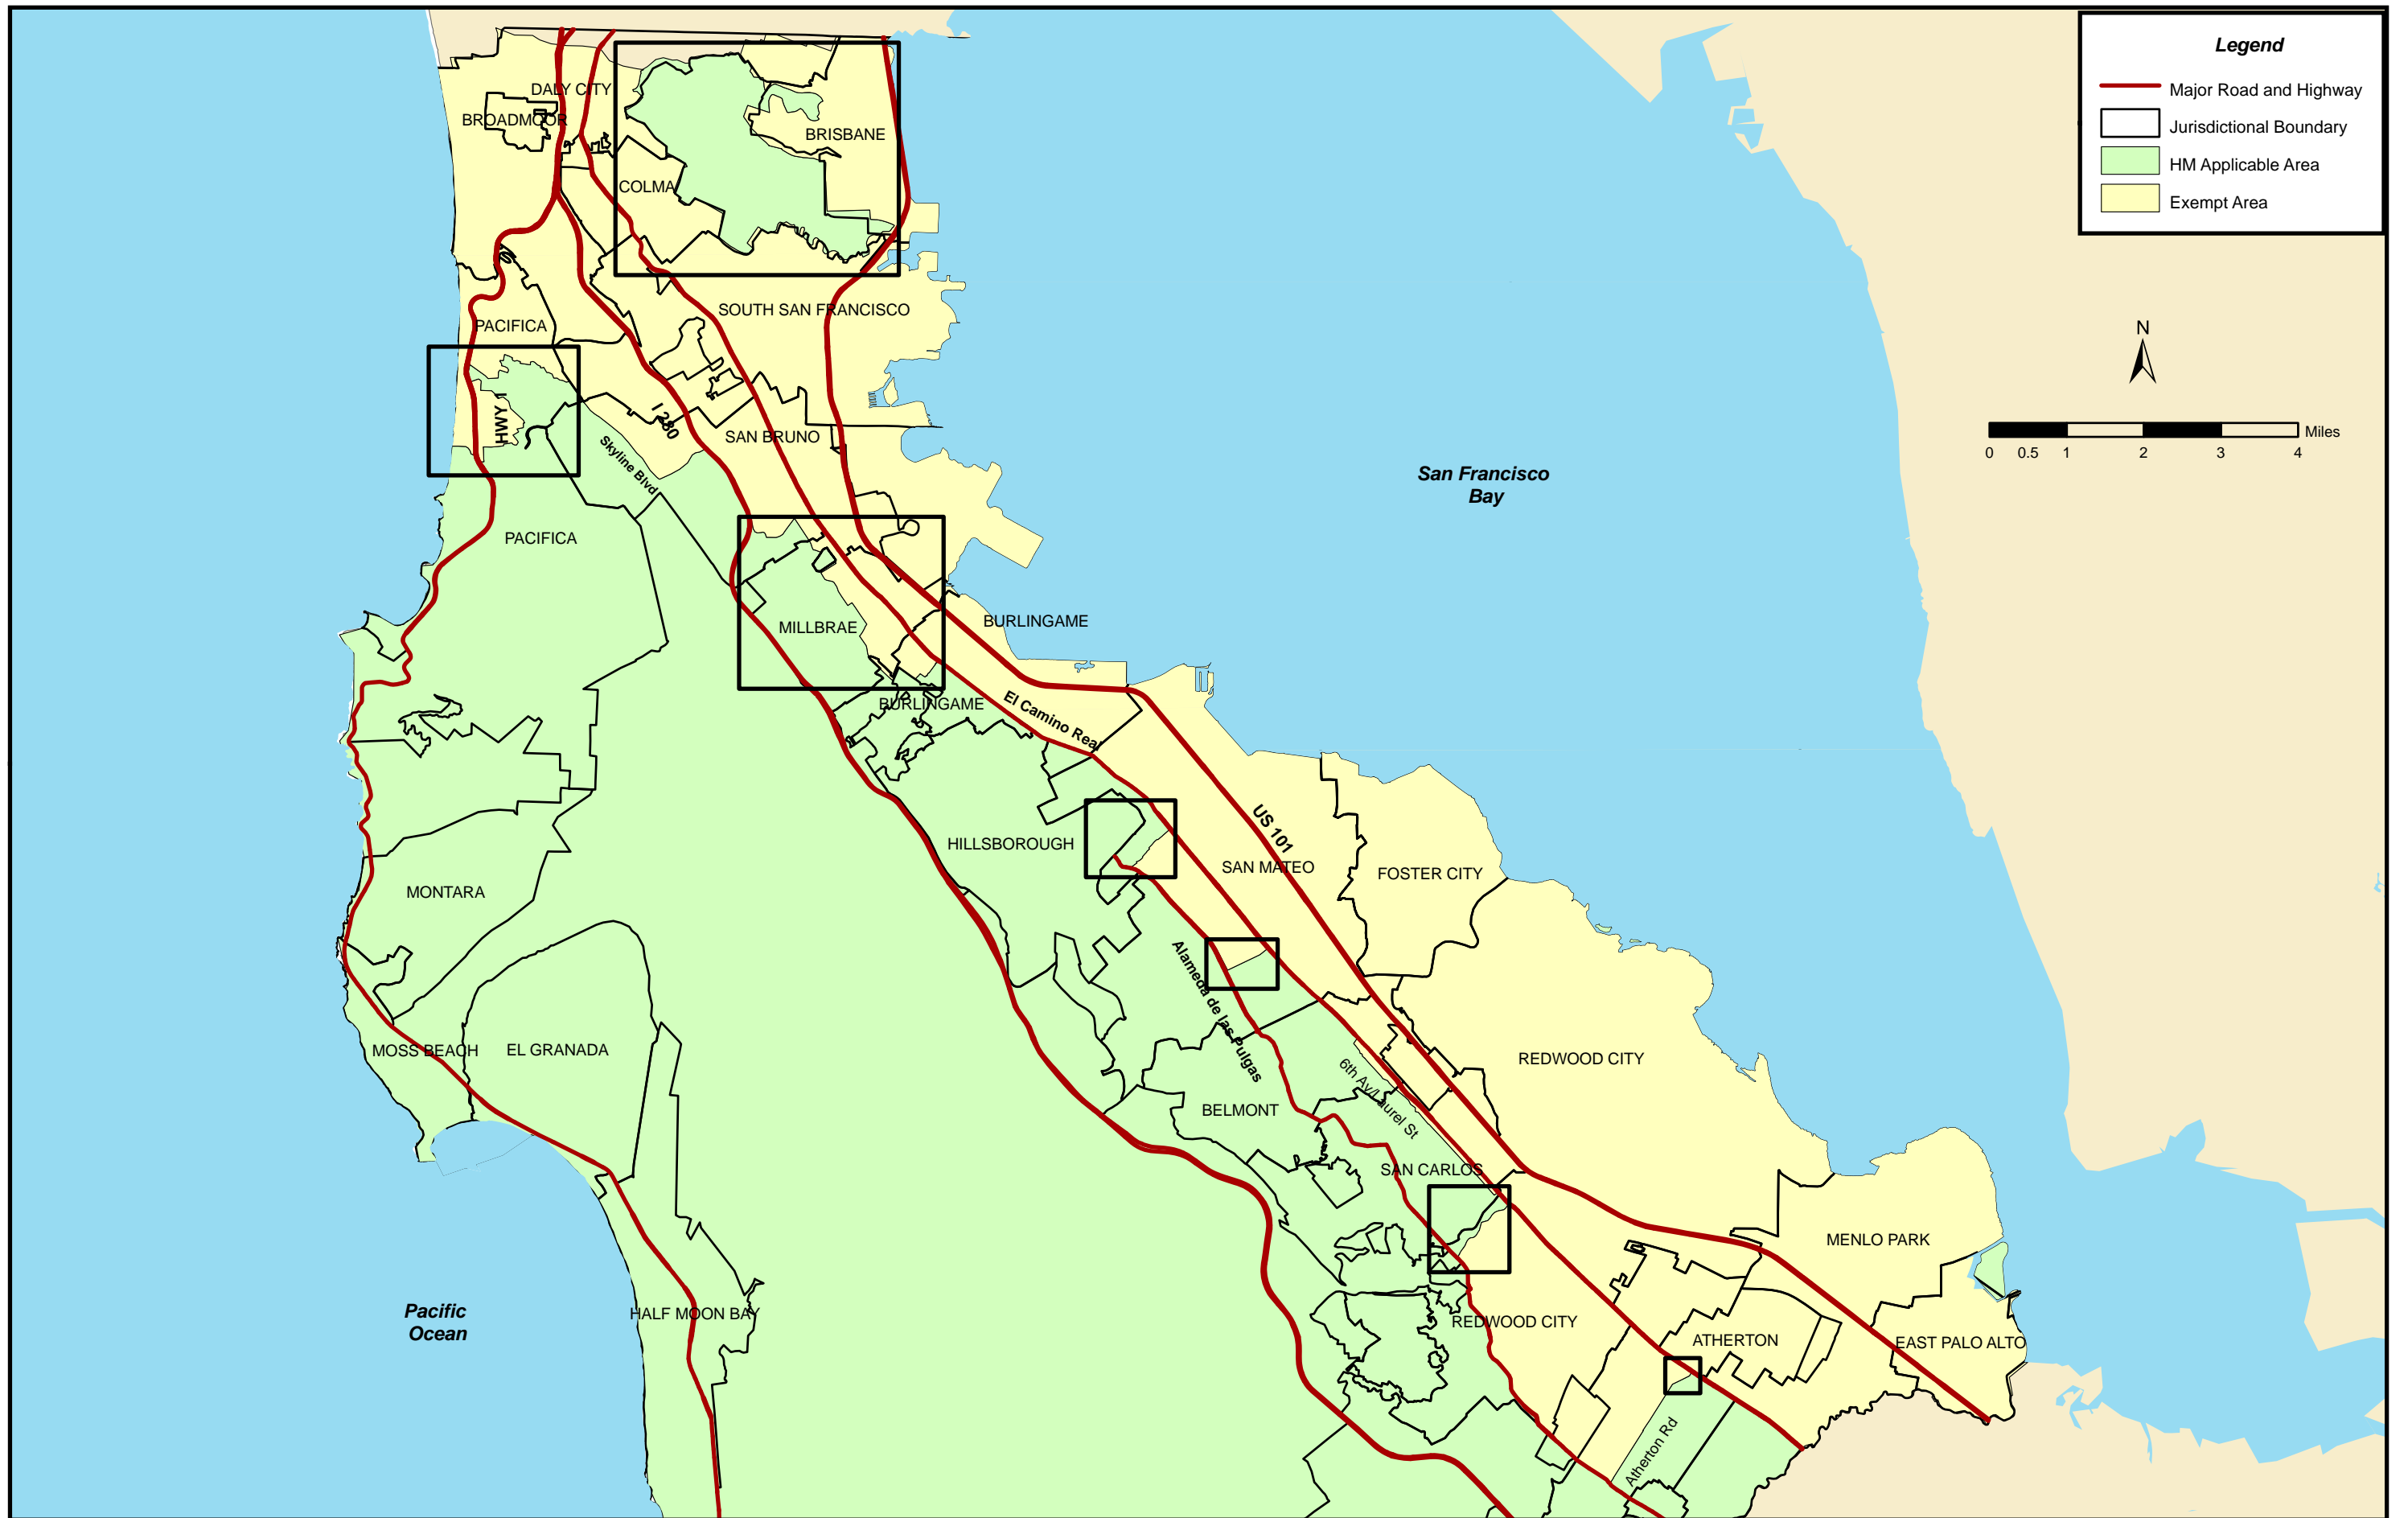 Legend
Major Road and Highway
Jurisdictional Boundary
HM Applicable Area
Exempt Area
DALY CITY
BROADMOOR
BRISBANE
COLMA
SOUTH SAN FRANCISCO
PACIFICA
N
HWY 1
I 280
SAN BRUNO
Skyline Blvd
Miles
0 0.5 1 2 3 4
San Francisco
Bay
PACIFICA
MILLBRAE
BURLINGAME
BURLINGAME
El Camino Real
US 101
HILLSBOROUGH
SAN MATEO
FOSTER CITY
MONTARA
Alameda de las Pulgas
MOSS BEACH
EL GRANADA
REDWOOD CITY
6th Av/Laurel St
BELMONT
SAN CARLOS
MENLO PARK
Pacific
Ocean
HALF MOON BAY
REDWOOD CITY
ATHERTON
EAST PALO ALTO
Atherton Rd